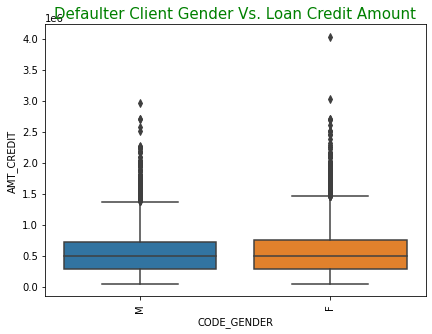 Defaulter Client Gender Vs. Loan Credit Amount
1e6
4.0
3.5
3.0
2.5
2.0
1.5
1.0
0.5
0.0
AMT_CREDIT
M
F
CODE_GENDER